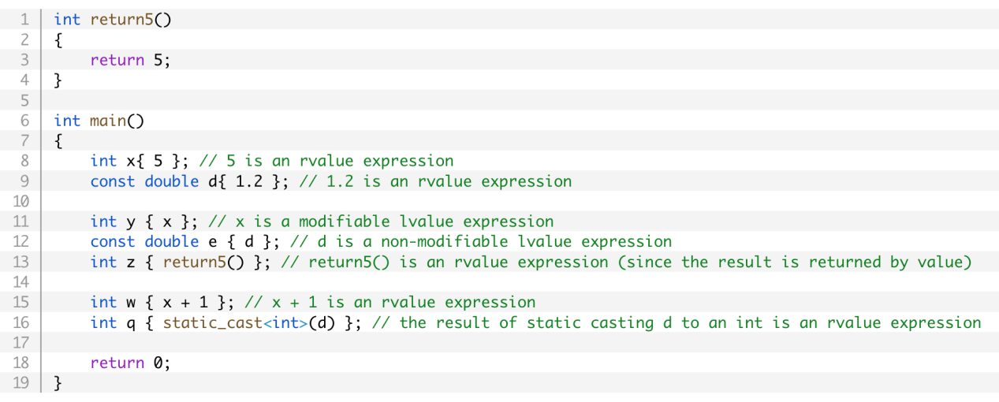 1 int return5()
2 {
3     return 5;
4 }
5
6 int main()
7 {
8     int x{ 5 }; // 5 is an rvalue expression
9     const double d{ 1.2 }; // 1.2 is an rvalue expression
10
11     int y { x }; // x is a modifiable lvalue expression
12     const double e { d }; // d is a non-modifiable lvalue expression
13     int z { return5() }; // return5() is an rvalue expression (since the result is returned by value)
14
15     int w { x + 1 }; // x + 1 is an rvalue expression
16     int q { static_cast<int>(d) }; // the result of static casting d to an int is an rvalue expression
17
18     return 0;
19 }